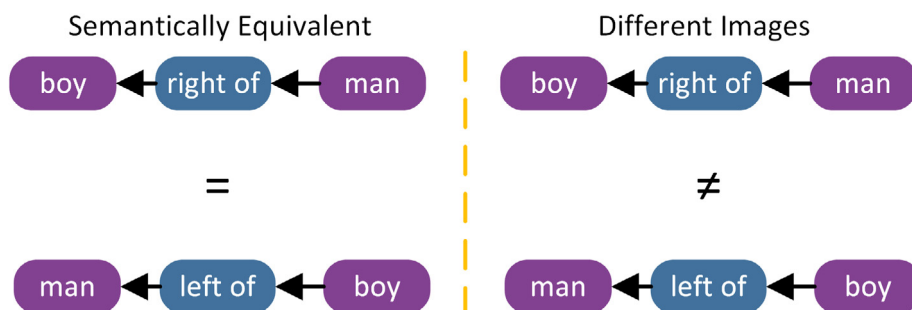 Semantically Equivalent
boy right of man
=
man left of boy
Different Images
boy right of man
≠
man left of boy